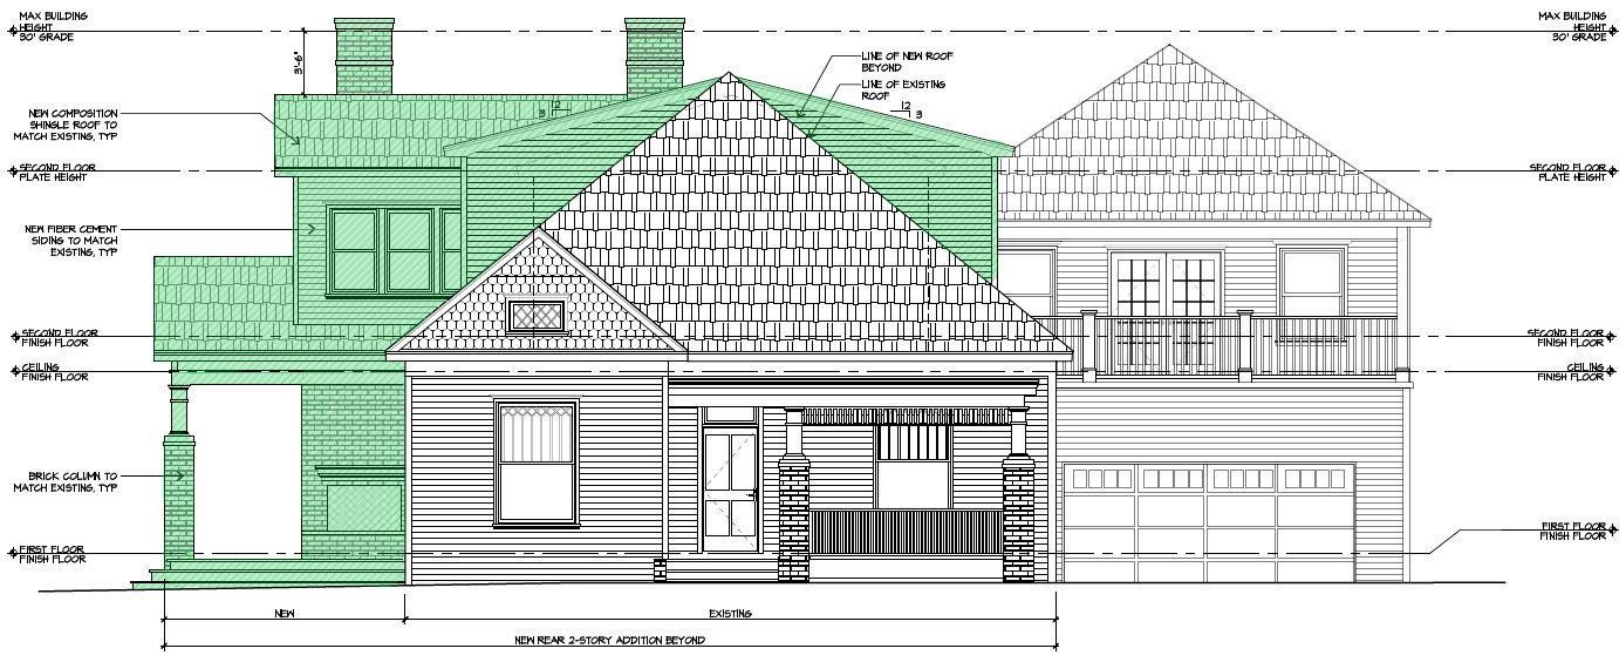 MAX BUILDING
HEIGHT
30' GRADE
MAX BUILDING
HEIGHT
30' GRADE
3'-6"
LINE OF NEW ROOF
BEYOND
LINE OF EXISTING
ROOF
12
3
12
3
NEW COMPOSITION
SHINGLE ROOF TO
MATCH EXISTING, TYP
SECOND FLOOR
PLATE HEIGHT
SECOND FLOOR
PLATE HEIGHT
NEW FIBER CEMENT
SIDING TO MATCH
EXISTING, TYP
SECOND FLOOR
FINISH FLOOR
SECOND FLOOR
FINISH FLOOR
CEILING
FINISH FLOOR
CEILING
FINISH FLOOR
BRICK COLUMN TO
MATCH EXISTING, TYP
FIRST FLOOR
FINISH FLOOR
FIRST FLOOR
FINISH FLOOR
NEW
EXISTING
NEW REAR 2-STORY ADDITION BEYOND